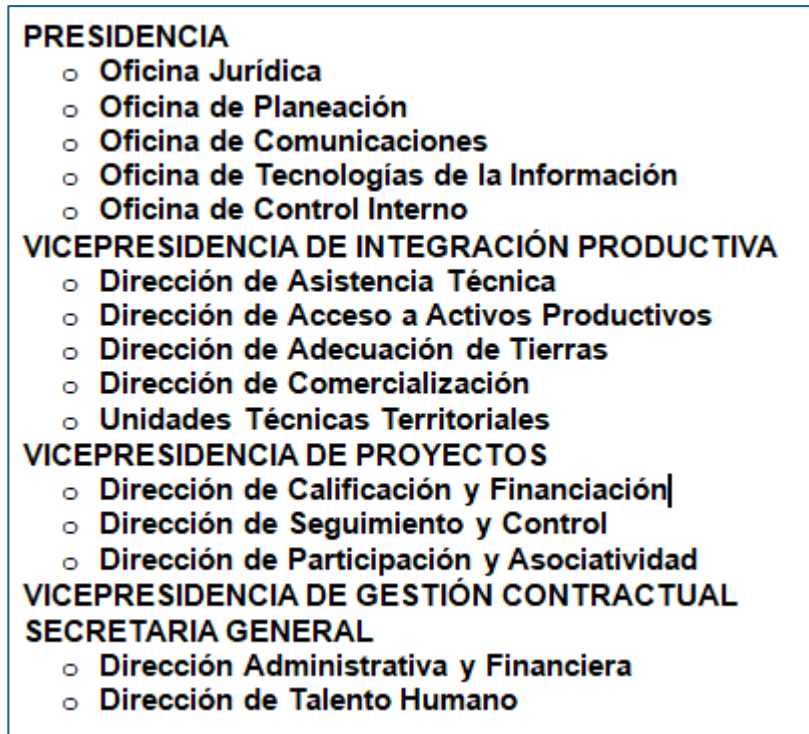 PRESIDENCIA
o Oficina Jurídica
o Oficina de Planeación
o Oficina de Comunicaciones
o Oficina de Tecnologías de la Información
o Oficina de Control Interno
VICEPRESIDENCIA DE INTEGRACIÓN PRODUCTIVA
o Dirección de Asistencia Técnica
o Dirección de Acceso a Activos Productivos
o Dirección de Adecuación de Tierras
o Dirección de Comercialización
o Unidades Técnicas Territoriales
VICEPRESIDENCIA DE PROYECTOS
o Dirección de Calificación y Financiación
o Dirección de Seguimiento y Control
o Dirección de Participación y Asociatividad
VICEPRESIDENCIA DE GESTIÓN CONTRACTUAL
SECRETARIA GENERAL
o Dirección Administrativa y Financiera
o Dirección de Talento Humano